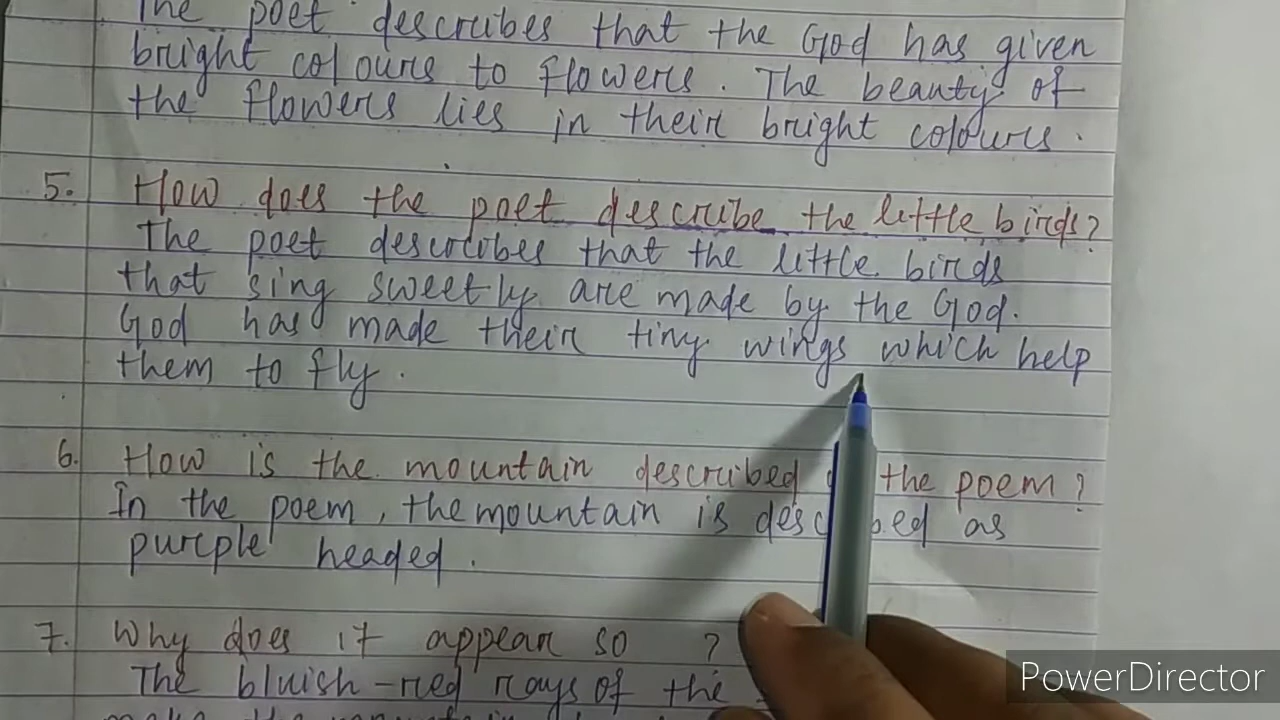 The poet describes that the God has given
bright colours to flowers. The beauty of
the flowers lies in their bright colours.
5. How does the poet describe the little birds?
The poet describes that the little birds
that sing sweetly are made by the God.
God has made their tiny wings which help
them to fly.
6. How is the mountain described the poem?
In the poem, the mountain is described as
purple headed.
7. Why does it appear so ?
The bluish-red rays of the
PowerDirector